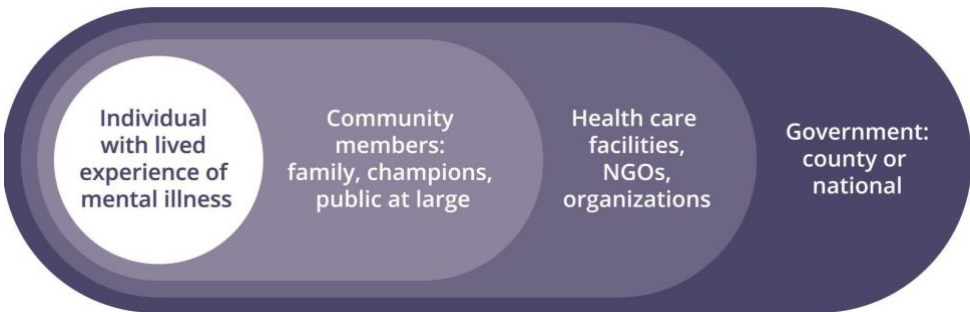 Individual
with lived
experience of
mental illness
Community
members:
family, champions,
public at large
Health care
facilities,
NGOs,
organizations
Government:
county or
national